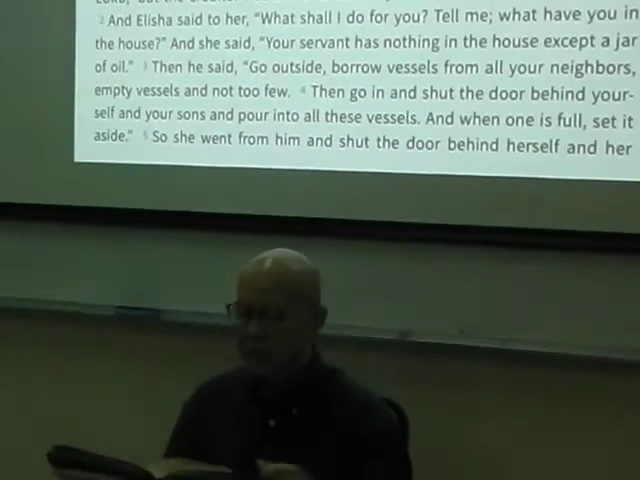 2 And Elisha said to her, “What shall I do for you? Tell me; what have you in
the house?” And she said, “Your servant has nothing in the house except a jar
of oil.” 3 Then he said, “Go outside, borrow vessels from all your neighbors,
empty vessels and not too few. 4 Then go in and shut the door behind your-
self and your sons and pour into all these vessels. And when one is full, set it
aside.” 5 So she went from him and shut the door behind herself and her